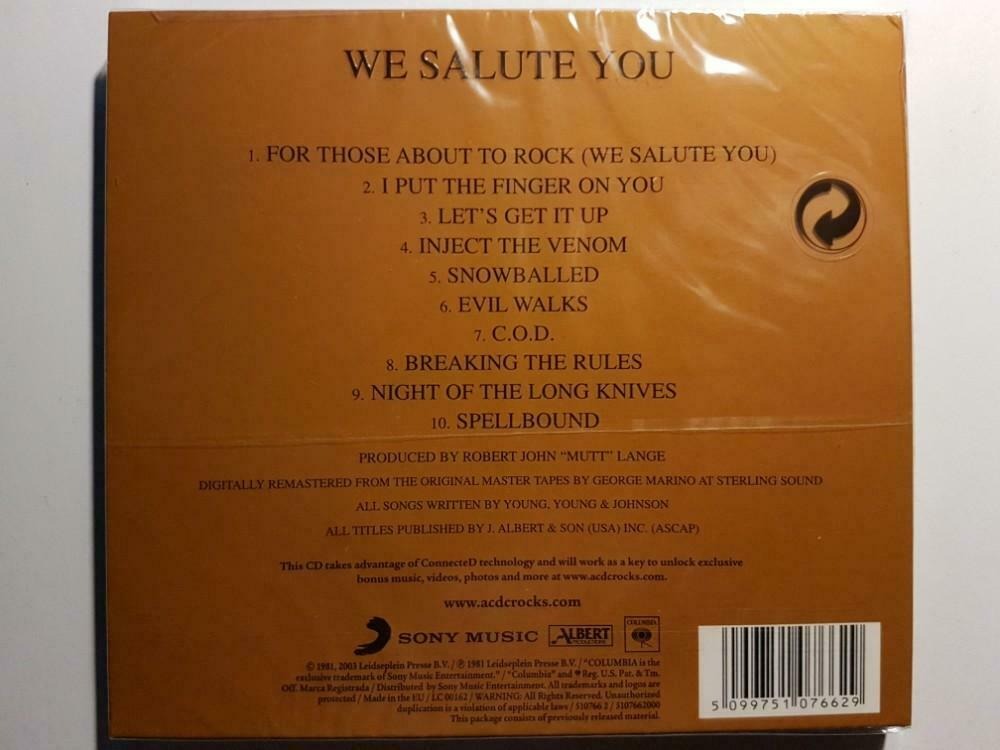 WE SALUTE YOU
1. FOR THOSE ABOUT TO ROCK (WE SALUTE YOU)
2. I PUT THE FINGER ON YOU
3. LET'S GET IT UP
4. INJECT THE VENOM
5. SNOWBALLED
6. EVIL WALKS
7. C.O.D.
8. BREAKING THE RULES
9. NIGHT OF THE LONG KNIVES
10. SPELLBOUND
PRODUCED BY ROBERT JOHN “MUTT” LANGE
DIGITALLY REMASTERED FROM THE ORIGINAL MASTER TAPES BY GEORGE MARINO AT STERLING SOUND
ALL SONGS WRITTEN BY YOUNG, YOUNG & JOHNSON
ALL TITLES PUBLISHED BY J. ALBERT & SON (USA) INC. (ASCAP)
This CD takes advantage of ConnecteD technology and will work as a key to unlock exclusive
bonus music, videos, photos and more at www.acdcrocks.com.
www.acdcrocks.com
SONY MUSIC ALBERT PRODUCTIONS COLUMBIA
© 1981, 2003 Leidseplein Presse B.V. / ℗ 1981 Leidseplein Presse B.V. / “COLUMBIA is the
exclusive trademark of Sony Music Entertainment.” / “Columbia” and ® Reg. U.S. Pat. & Tm.
Off. Marca Registrada / Distributed by Sony Music Entertainment. All trademarks and logos are
protected / Made in the EU / LC 00162 / WARNING: All Rights Reserved. Unauthorized
duplication is a violation of applicable laws / 510766 2 / 5107662000
This package consists of previously released material.
5 099751 076629